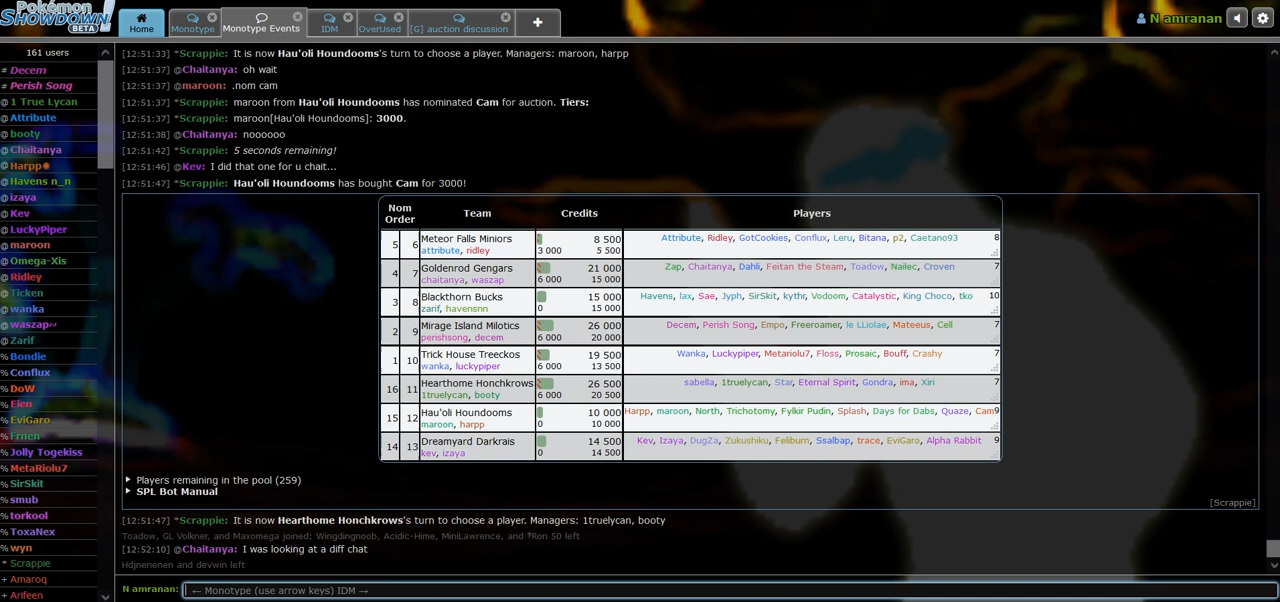 Pokémon
SHOWDOWN!
BETA
Home
Monotype
Monotype Events
IDM
OverUsed
[G] auction discussion
+
N amranan
161 users
# Decem
# Perish Song
@ 1 True Lycan
@ Attribute
@ booty
@ Chaitanya
@ Harpp
@ Havens n_n
@ izaya
@ Kev
@ LuckyPiper
@ maroon
@ Omega-Xis
@ Ridley
@ Ticken
@ wanka
@ waszap~
@ Zarif
% Bondie
% Conflux
% DoW
% Elen
% EviGaro
% Frnen
% Jolly Togekiss
% MetaRiolu7
% SirSkit
% smub
% torkool
% ToxaNex
% wyn
* Scrappie
+ Amaroq
+ Arifeen
[12:51:33] *Scrappie: It is now Hau'oli Houndooms's turn to choose a player. Managers: maroon, harpp
[12:51:37] @Chaitanya: oh wait
[12:51:37] @maroon: .nom cam
[12:51:37] *Scrappie: maroon from Hau'oli Houndooms has nominated Cam for auction. Tiers:
[12:51:37] *Scrappie: maroon[Hau'oli Houndooms]: 3000.
[12:51:38] @Chaitanya: noooooo
[12:51:42] *Scrappie: 5 seconds remaining!
[12:51:46] @Kev: I did that one for u chait...
[12:51:47] *Scrappie: Hau'oli Houndooms has bought Cam for 3000!
Nom Order Team Credits Players
5 6 Meteor Falls Miniors 8 500 Attribute, Ridley, GotCookies, Conflux, Leru, Bitana, p2, Caetano93 8
attribute, ridley 3 000 5 500
4 7 Goldenrod Gengars 21 000 Zap, Chaitanya, Dahli, Feitan the Steam, Toadow, Nailec, Croven 7
chaitanya, waszap 6 000 15 000
3 8 Blackthorn Bucks 15 000 Havens, lax, Sae, Jyph, SirSkit, kythr, Vodoom, Catalystic, King Choco, tko 10
zarif, havensnn 0 15 000
2 9 Mirage Island Milotics 26 000 Decem, Perish Song, Empo, Freeroamer, le LLiolae, Mateeus, Cell 7
perishsong, decem 6 000 20 000
1 10 Trick House Treeckos 19 500 Wanka, Luckypiper, Metariolu7, Floss, Prosaic, Bouff, Crashy 7
wanka, luckypiper 6 000 13 500
16 11 Hearthome Honchkrows 26 500 sabella, 1truelycan, Star, Eternal Spirit, Gondra, ima, Xiri 7
1truelycan, booty 6 000 20 500
15 12 Hau'oli Houndooms 10 000 Harpp, maroon, North, Trichotomy, Fylkir Pudin, Splash, Days for Dabs, Quaze, Cam 9
maroon, harpp 0 10 000
14 13 Dreamyard Darkrais 14 500 Kev, Izaya, DugZa, Zukushiku, Feliburn, Ssalbap, trace, EviGaro, Alpha Rabbit 9
kev, izaya 0 14 500
Players remaining in the pool (259)
SPL Bot Manual
[Scrappie]
[12:51:47] *Scrappie: It is now Hearthome Honchkrows's turn to choose a player. Managers: 1truelycan, booty
Toadow, GL Volkner, and Maxomega joined; Wingdingnoob, Acidic-Hime, MiniLawrence, and ‽Ron 50 left
[12:52:10] @Chaitanya: I was looking at a diff chat
Hdjnenenen and devwin left
N amranan: ← Monotype (use arrow keys) IDM →